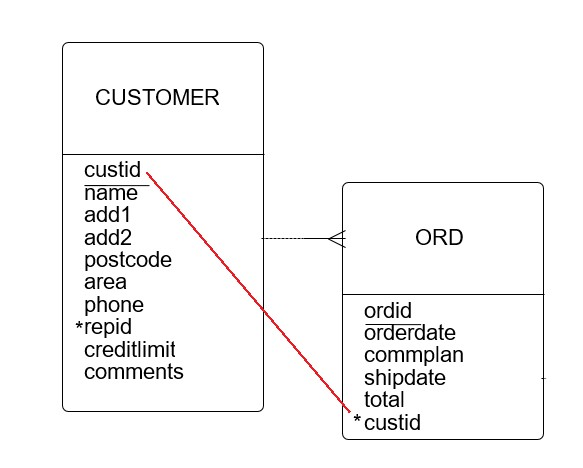 CUSTOMER
custid
name
add1
add2
postcode
area
phone
*repid
creditlimit
comments
ORD
ordid
orderdate
commplan
shipdate
total
*custid